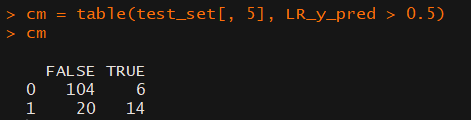 > cm = table(test_set[, 5], LR_y_pred > 0.5)
> cm
FALSE TRUE
0 104 6
1 20 14